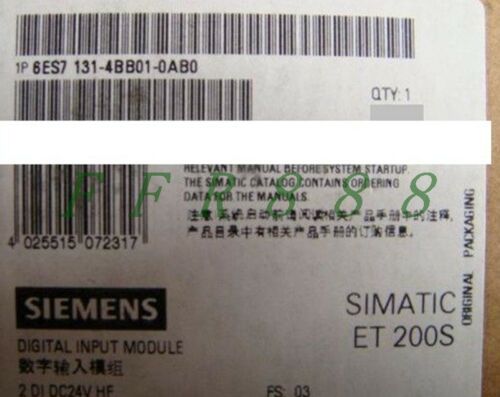 1P 6ES7 131-4BB01-0AB0
QTY: 1
RELEVANT MANUAL BEFORE SYSTEM STARTUP.
THE SIMATIC CATALOG CONTAINS ORDERING
DATA FOR THE MANUALS.
注意:系统启动前请阅读相关产品手册中的注释,
产品目录中有相关产品手册的订购信息.
FFR888
4 025515 072317
ORIGINAL PACKAGING
SIEMENS
SIMATIC
ET 200S
DIGITAL INPUT MODULE
数字输入模组
2 DI DC24V HF
FS: 03